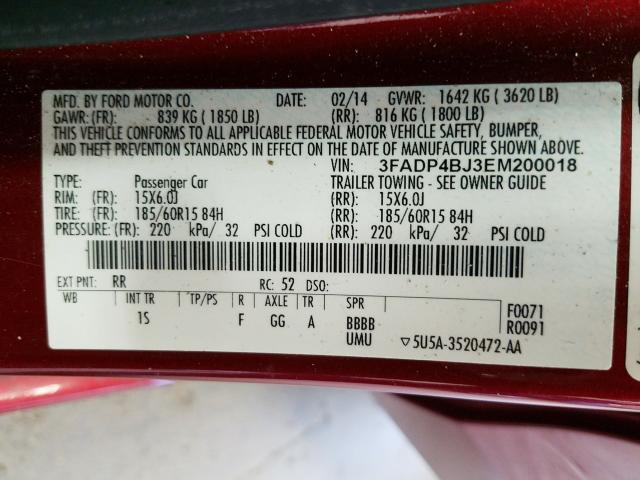 MFD. BY FORD MOTOR CO. DATE: 02/14 GVWR: 1642 KG ( 3620 LB)
GAWR: (FR) 839 KG ( 1850 LB) (RR): 816 KG ( 1800 LB)
THIS VEHICLE CONFORMS TO ALL APPLICABLE FEDERAL MOTOR VEHICLE SAFETY, BUMPER,
AND THEFT PREVENTION STANDARDS IN EFFECT ON THE DATE OF MANUFACTURE SHOWN ABOVE.
VIN: 3FADP4BJ3EM200018
TYPE: Passenger Car TRAILER TOWING - SEE OWNER GUIDE
RIM: (FR): 15X6.0J (RR): 15X6.0J
TIRE: (FR): 185/60R15 84H (RR): 185/60R15 84H
PRESSURE: (FR): 220 kPa/ 32 PSI COLD (RR): 220 kPa/ 32 PSI COLD
EXT PNT: RR RC: 52 DSO:
WB INT TR TP/PS R AXLE TR SPR F0071
1S F GG A BBBB R0091
UMU ▽5U5A-3520472-AA